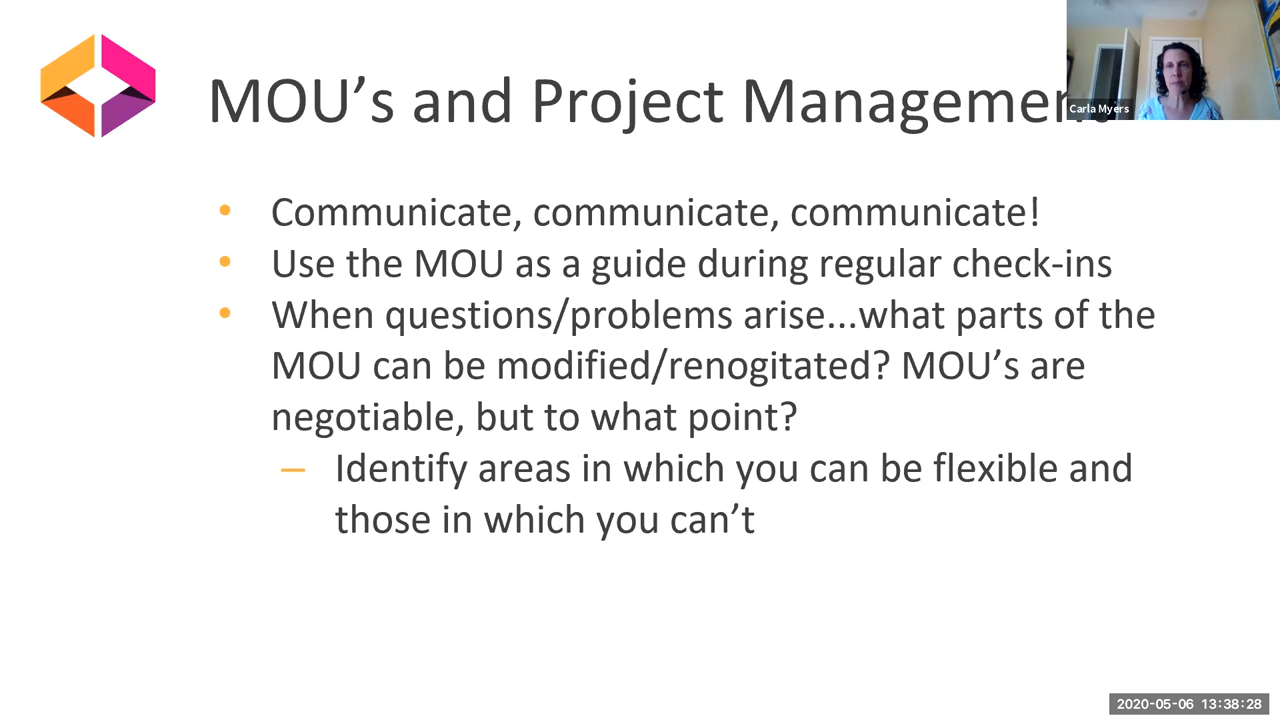 MOU's and Project Management
Carla Myers
• Communicate, communicate, communicate!
• Use the MOU as a guide during regular check-ins
• When questions/problems arise...what parts of the
MOU can be modified/renogitated? MOU's are
negotiable, but to what point?
– Identify areas in which you can be flexible and
those in which you can't
2020-05-06 13:38:28